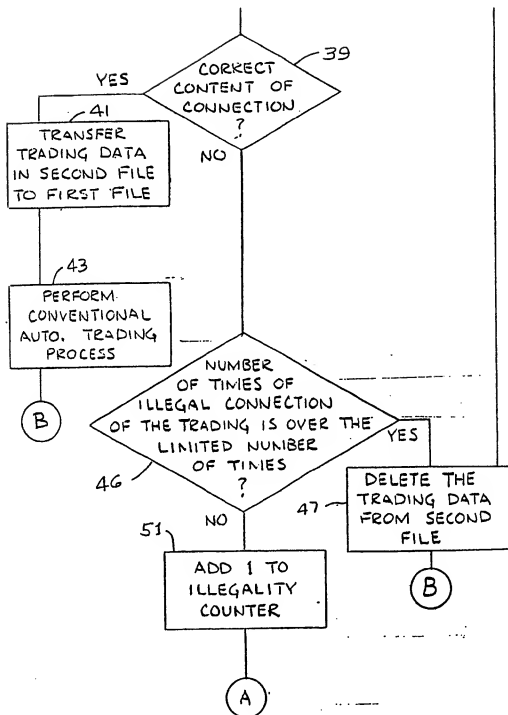 39
CORRECT
CONTENT OF
CONNECTION
?
YES
NO
41
TRANSFER
TRADING DATA
IN SECOND FILE
TO FIRST FILE
43
PERFORM
CONVENTIONAL
AUTO. TRADING
PROCESS
B
NUMBER
OF TIMES OF
ILLEGAL CONNECTION
OF THE TRADING IS OVER THE
LIMITED NUMBER
OF TIMES
?
46
YES
NO
47
DELETE THE
TRADING DATA
FROM SECOND
FILE
B
51
ADD 1 TO
ILLEGALITY
COUNTER
A